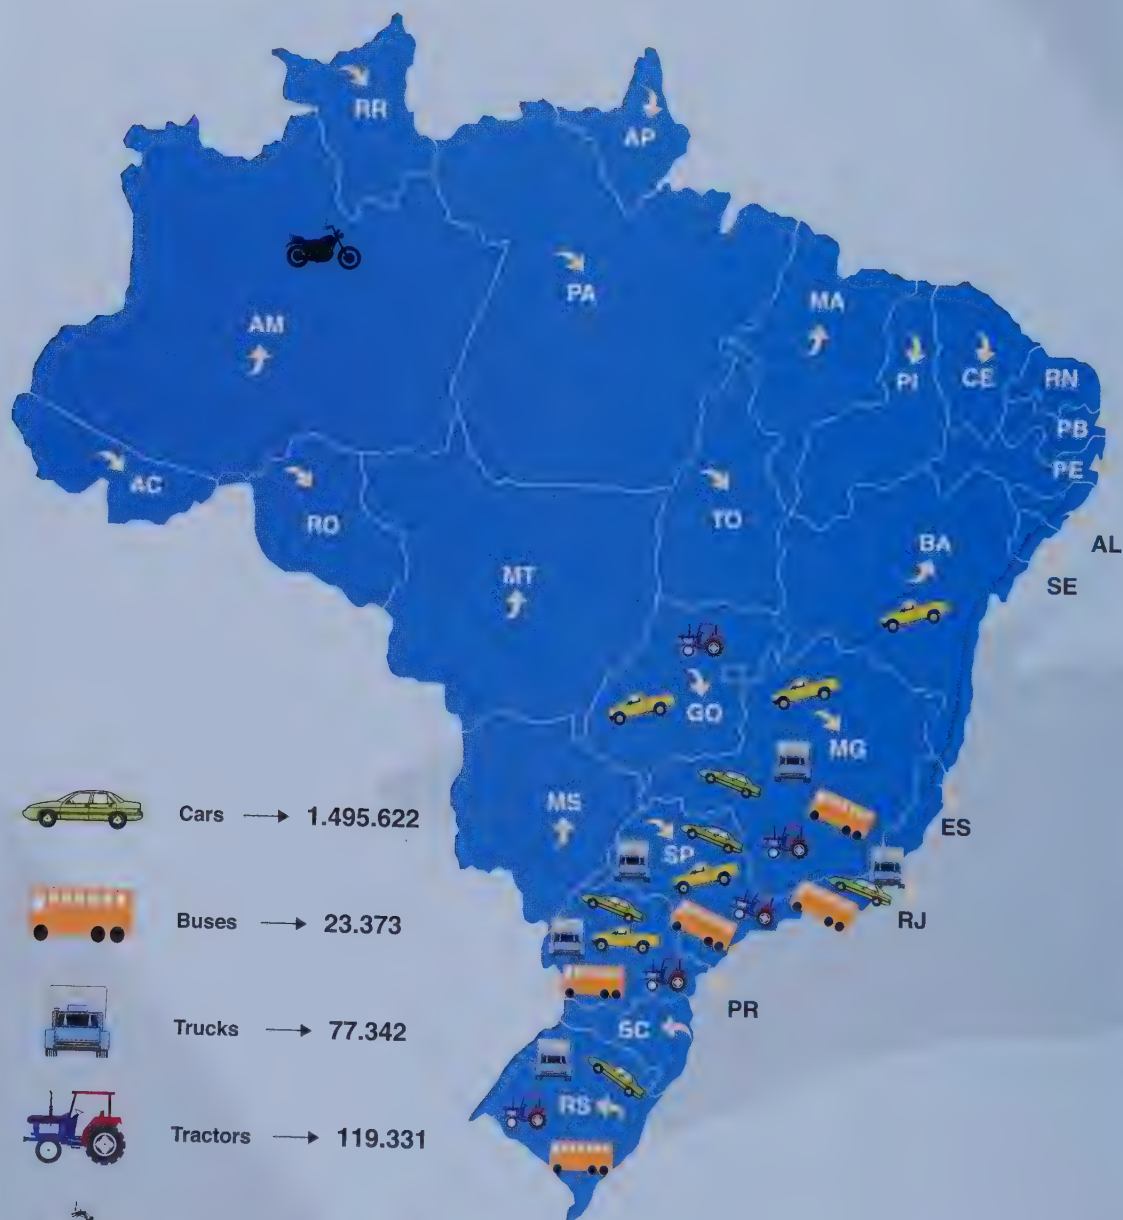 RR
AP
PA
MA
AM
PI
CE
RN
PB
PE
AC
RO
TO
AL
BA
SE
MT
GO
MG
MS
ES
SP
RJ
PR
SC
RS
Cars → 1.495.622
Buses → 23.373
Trucks → 77.342
Tractors → 119.331